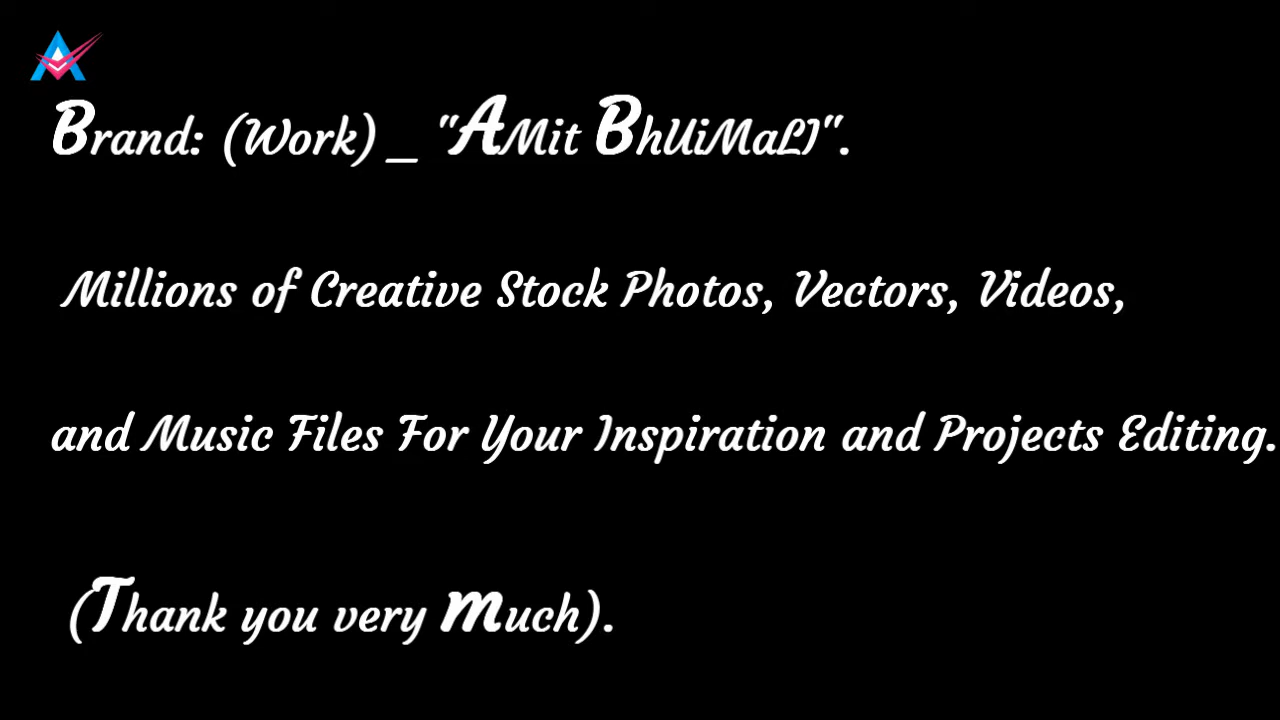 Brand: (Work) _ "AMit BhUiMaLI".
Millions of Creative Stock Photos, Vectors, Videos,
and Music Files For Your Inspiration and Projects Editing.
(Thank you very much).